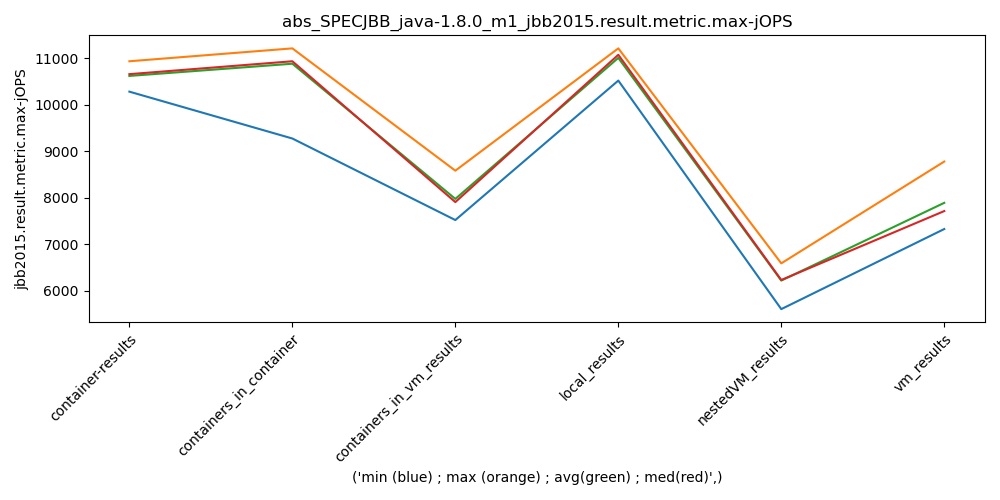 abs_SPECJBB_java-1.8.0_m1_jbb2015.result.metric.max-jOPS
jbb2015.result.metric.max-jOPS
11000
10000
9000
8000
7000
6000
container-results
containers_in_container
containers_in_vm_results
local_results
nestedVM_results
vm_results
('min (blue) ; max (orange) ; avg(green) ; med(red)',)